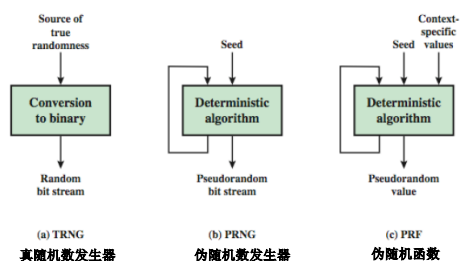 Source of
true
randomness
Conversion
to binary
Random
bit stream
(a) TRNG
真随机数发生器
Seed
Deterministic
algorithm
Pseudorandom
bit stream
(b) PRNG
伪随机数发生器
Context-
specific
values
Seed
Deterministic
algorithm
Pseudorandom
value
(c) PRF
伪随机函数